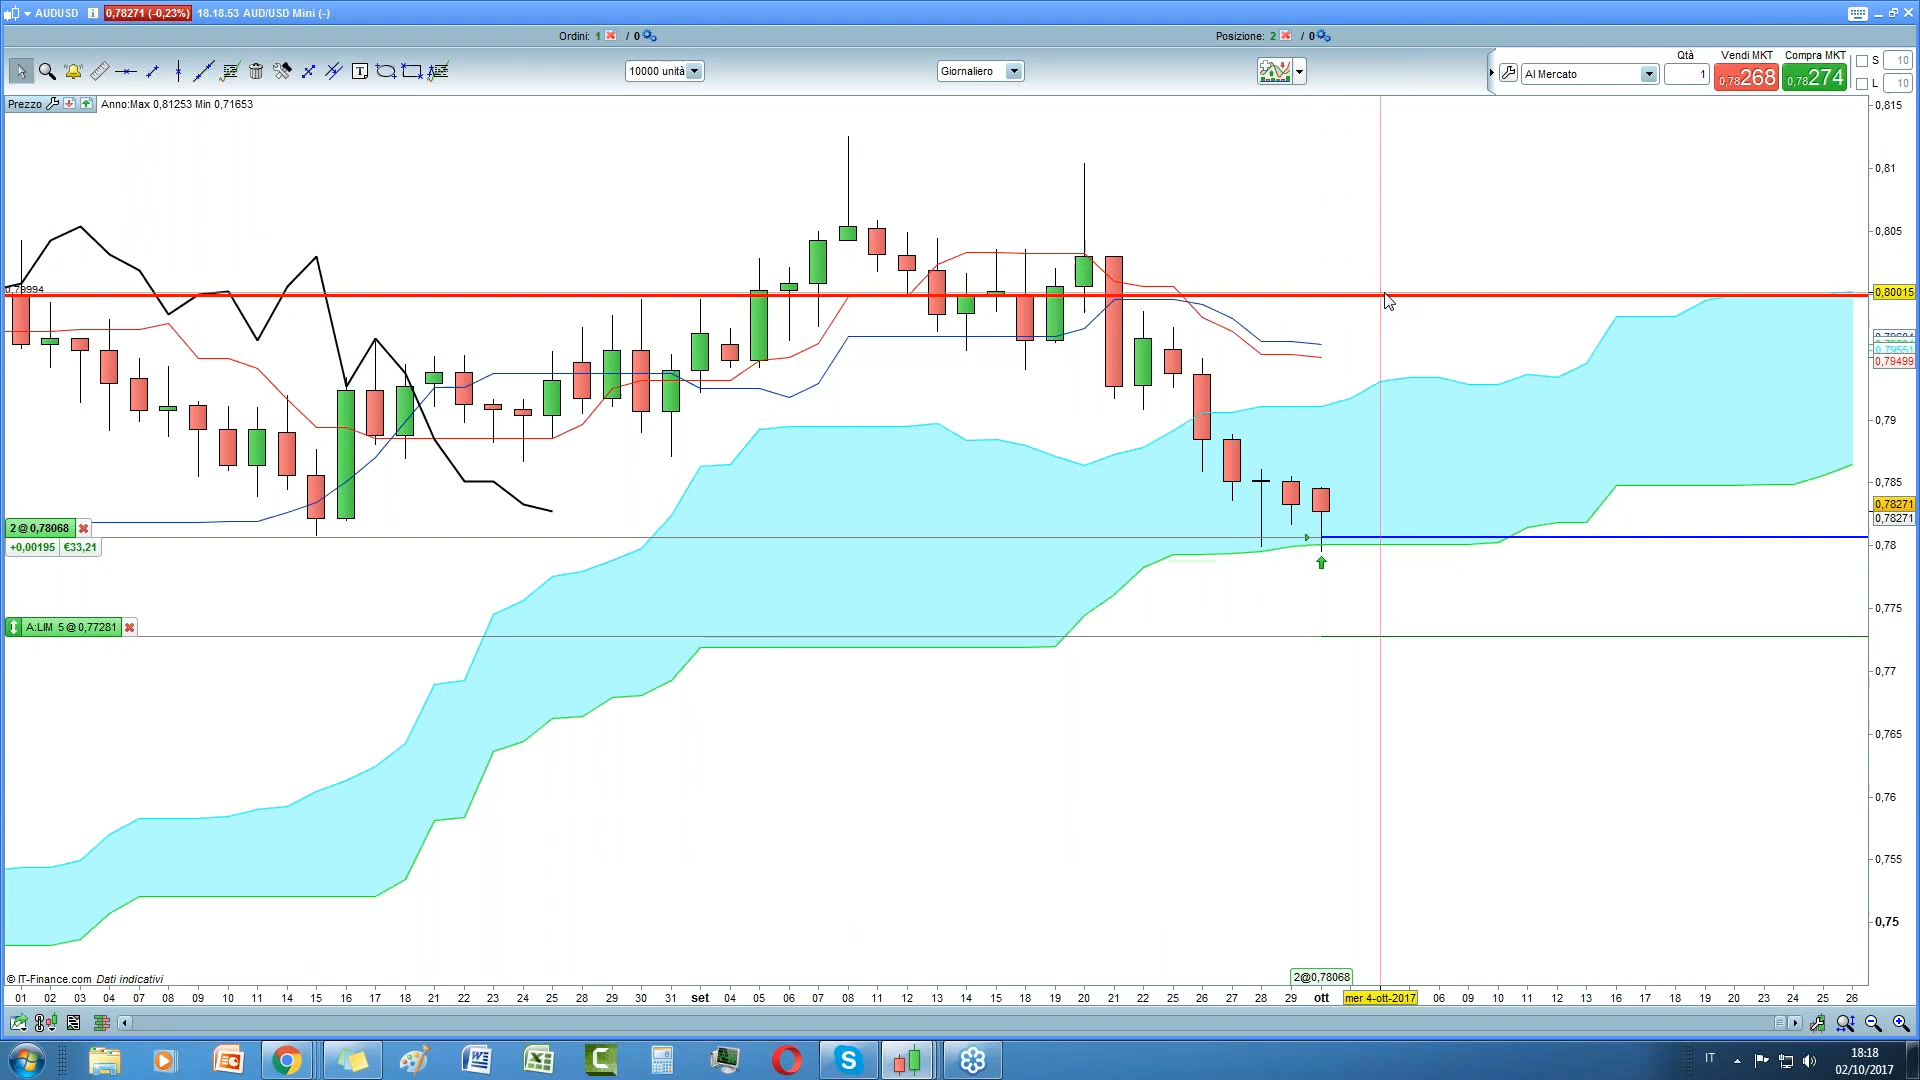 AUDUSD 0,78271 (-0,23%) 18.18.53 AUD/USD Mini (-)
Ordini: 1 / 0 Posizione: 2 / 0
10000 unità Giornaliero Al Mercato
Qtà Vendi MKT Compra MKT
1 0,78268 0,78274
S 10
L 10
Prezzo Anno:Max 0,81253 Min 0,71653
0,815
0,81
0,805
0,79994
0,80015
0,79499
0,79
0,785
0,78271
0,78271
2@0,78068
+0,00195 €33,21
0,78
0,775
A:LIM 5@0,77281
0,77
0,765
0,76
0,755
0,75
© IT-Finance.com Dati indicativi
2@0,78068
01 02 03 04 07 08 09 10 11 14 15 16 17 18 21 22 23 24 25 28 29 30 31 set 04 05 06 07 08 11 12 13 14 15 18 19 20 21 22 25 26 27 28 29 ott mer 4-ott-2017 06 09 10 11 12 13 16 17 18 19 20 23 24 25 26
IT
18:18
02/10/2017